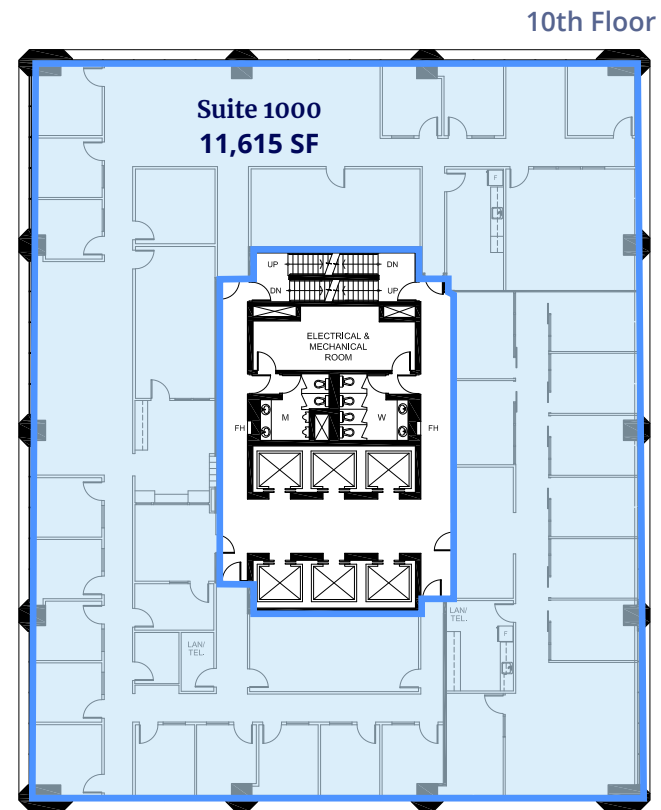 10th Floor
Suite 1000
11,615 SF
F
UP
DN
DN
UP
ELECTRICAL &
MECHANICAL
ROOM
M
W
FH
FH
LAN/
TEL.
F
LAN/
TEL.